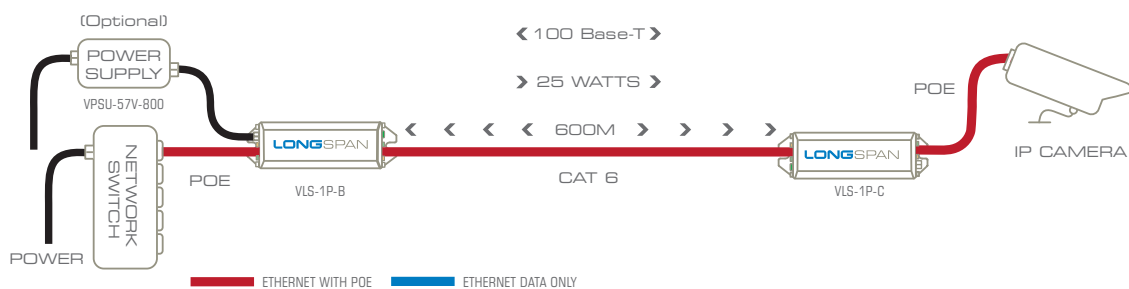 (Optional)
POWER
SUPPLY
VPSU-57V-800
NETWORK
SWITCH
POWER
POE
LONGSPAN
VLS-1P-B
100 Base-T
25 WATTS
600M
CAT 6
LONGSPAN
VLS-1P-C
POE
IP CAMERA
ETHERNET WITH POE
ETHERNET DATA ONLY